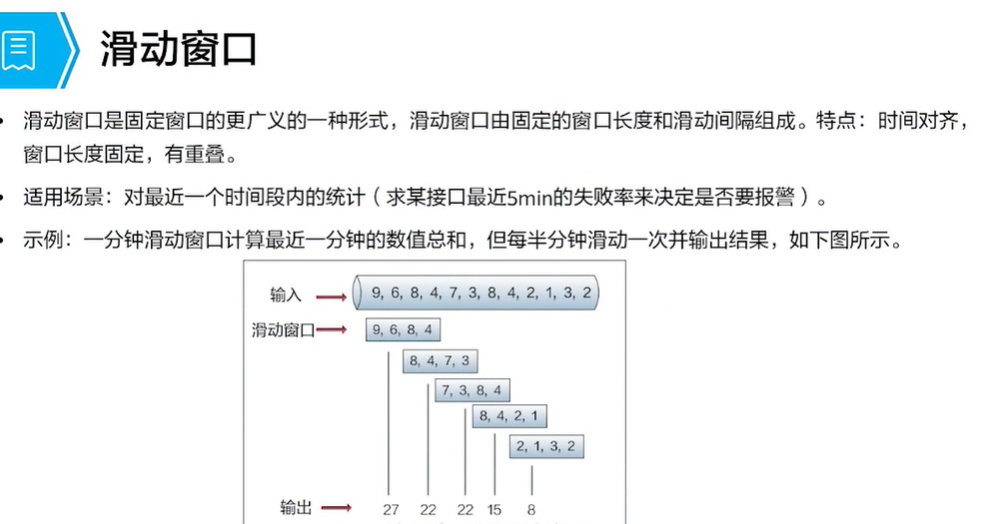 滑动窗口
• 滑动窗口是固定窗口的更广义的一种形式，滑动窗口由固定的窗口长度和滑动间隔组成。特点：时间对齐，
窗口长度固定，有重叠。
• 适用场景：对最近一个时间段内的统计（求某接口最近5min的失败率来决定是否要报警）。
• 示例：一分钟滑动窗口计算最近一分钟的数值总和，但每半分钟滑动一次并输出结果，如下图所示。
输入 9, 6, 8, 4, 7, 3, 8, 4, 2, 1, 3, 2
滑动窗口 9, 6, 8, 4
8, 4, 7, 3
7, 3, 8, 4
8, 4, 2, 1
2, 1, 3, 2
输出 27 22 22 15 8